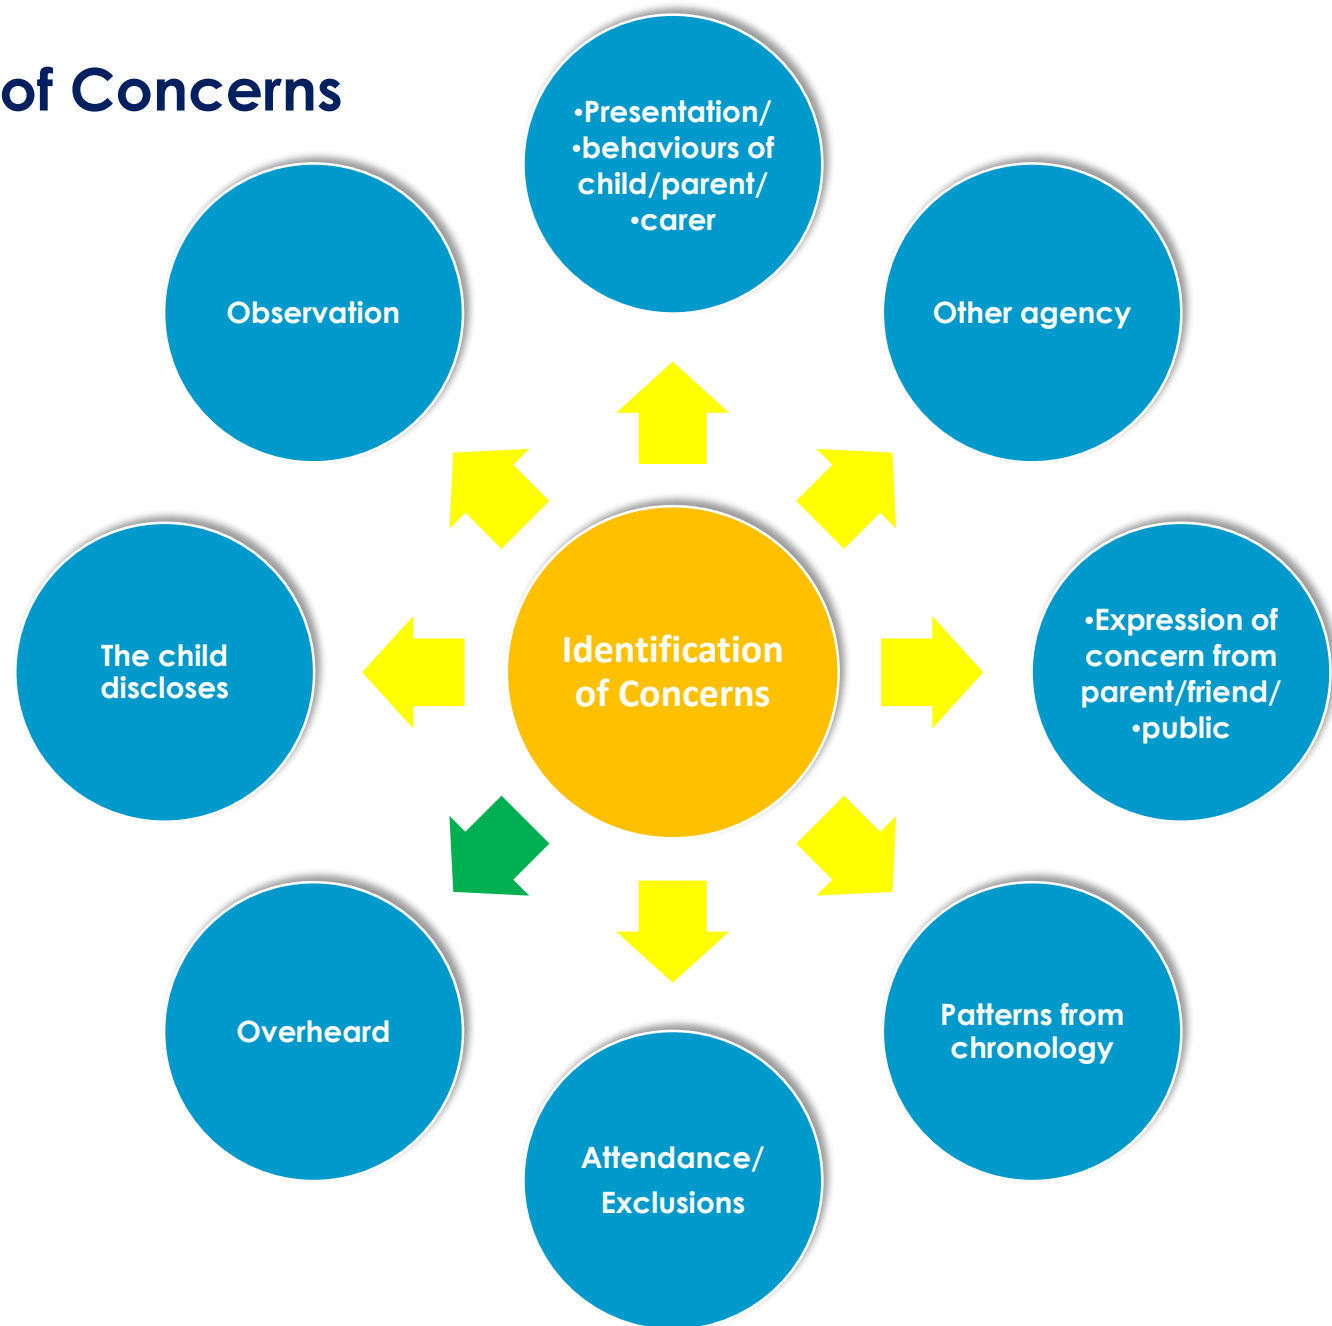 of Concerns
•Presentation/
•behaviours of
child/parent/
•carer
Observation
Other agency
The child
discloses
Identification
of Concerns
•Expression of
concern from
parent/friend/
•public
Overheard
Patterns from
chronology
Attendance/
Exclusions